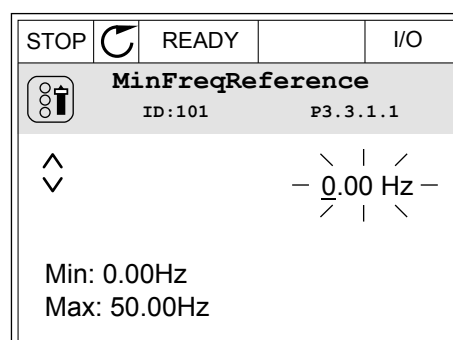 STOP READY I/O
MinFreqReference
ID:101 P3.3.1.1
0.00 Hz
Min: 0.00Hz
Max: 50.00Hz